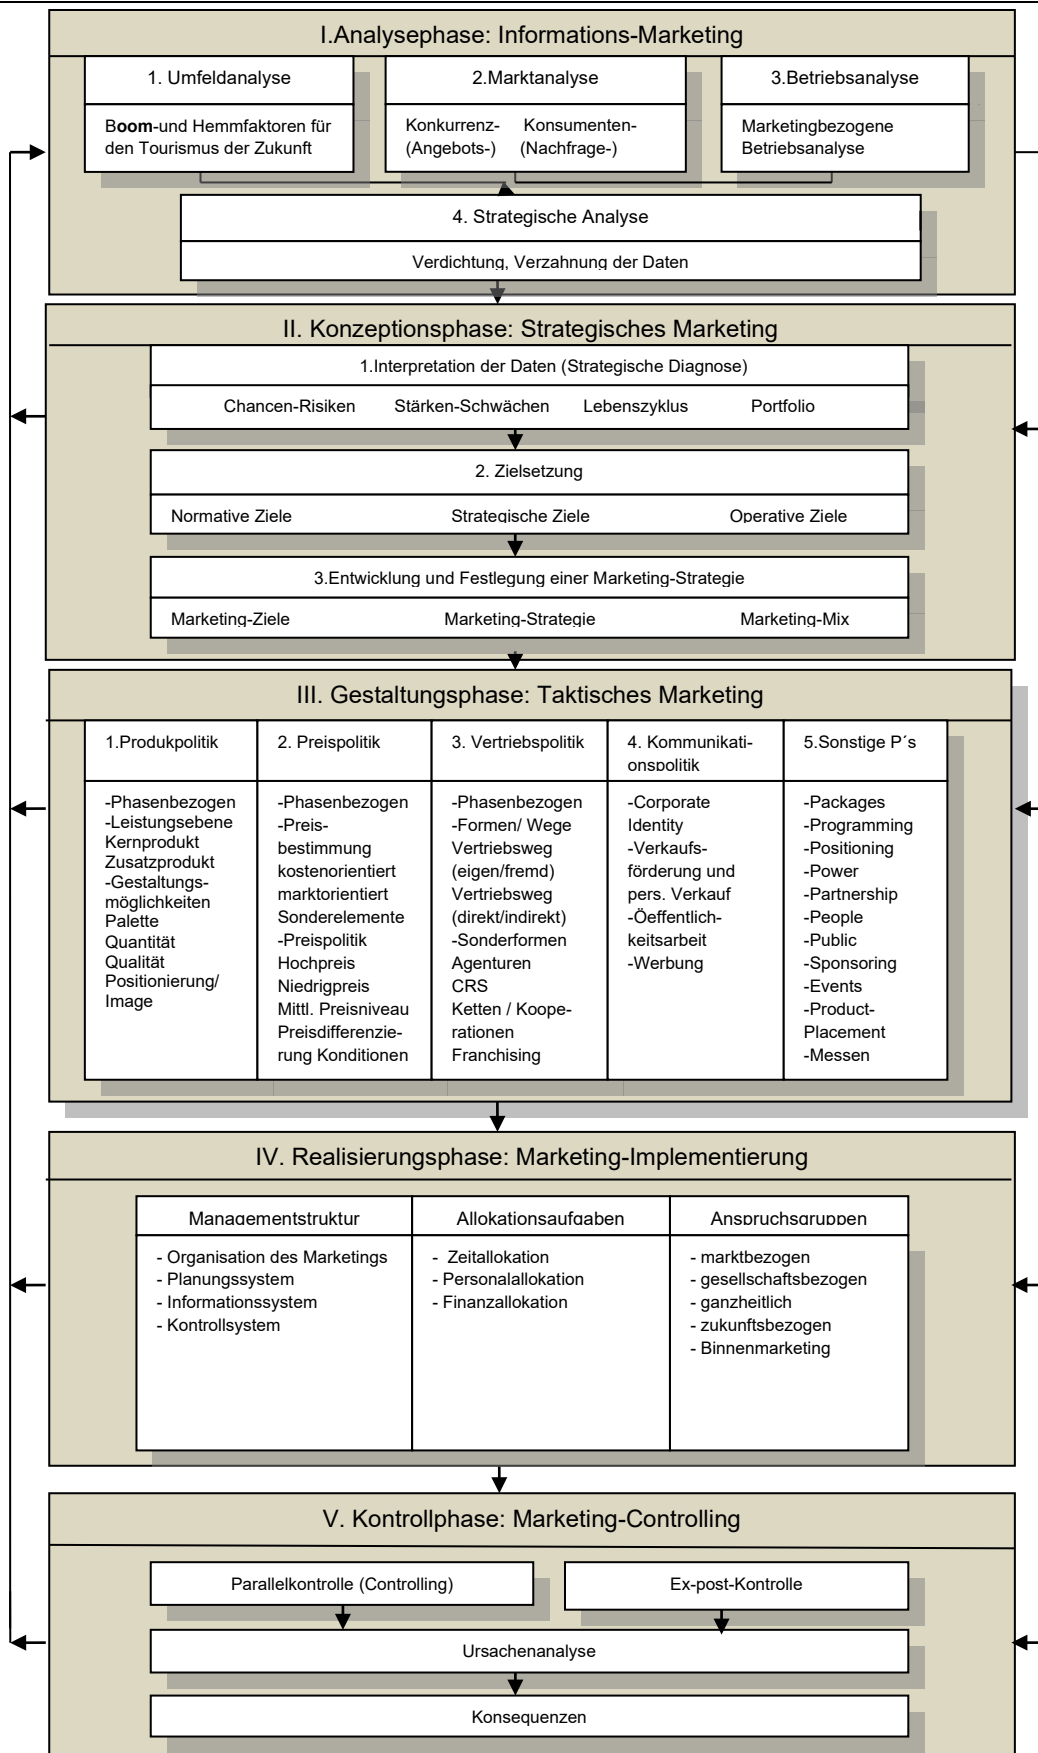 I.Analysephase: Informations-Marketing
1. Umfeldanalyse
Boom-und Hemmfaktoren für
den Tourismus der Zukunft
2.Marktanalyse
Konkurrenz- Konsumenten-
(Angebots-) (Nachfrage-)
3.Betriebsanalyse
Marketingbezogene
Betriebsanalyse
4. Strategische Analyse
Verdichtung, Verzahnung der Daten
II. Konzeptionsphase: Strategisches Marketing
1.Interpretation der Daten (Strategische Diagnose)
Chancen-Risiken Stärken-Schwächen Lebenszyklus Portfolio
2. Zielsetzung
Normative Ziele Strategische Ziele Operative Ziele
3.Entwicklung und Festlegung einer Marketing-Strategie
Marketing-Ziele Marketing-Strategie Marketing-Mix
III. Gestaltungsphase: Taktisches Marketing
1.Produkpolitik
-Phasenbezogen
-Leistungsebene
Kernprodukt
Zusatzprodukt
-Gestaltungs-
möglichkeiten
Palette
Quantität
Qualität
Positionierung/
Image
2. Preispolitik
-Phasenbezogen
-Preis-
bestimmung
kostenorientiert
marktorientiert
Sonderelemente
-Preispolitik
Hochpreis
Niedrigpreis
Mittl. Preisniveau
Preisdifferenzie-
rung Konditionen
3. Vertriebspolitik
-Phasenbezogen
-Formen/ Wege
Vertriebsweg
(eigen/fremd)
Vertriebsweg
(direkt/indirekt)
-Sonderformen
Agenturen
CRS
Ketten / Koope-
rationen
Franchising
4. Kommunikati-
onspolitik
-Corporate
Identity
-Verkaufs-
förderung und
pers. Verkauf
-Öeffentlich-
keitsarbeit
-Werbung
5.Sonstige P´s
-Packages
-Programming
-Positioning
-Power
-Partnership
-People
-Public
-Sponsoring
-Events
-Product-
Placement
-Messen
IV. Realisierungsphase: Marketing-Implementierung
Managementstruktur
- Organisation des Marketings
- Planungssystem
- Informationssystem
- Kontrollsystem
Allokationsaufgaben
- Zeitallokation
- Personalallokation
- Finanzallokation
Anspruchsgruppen
- marktbezogen
- gesellschaftsbezogen
- ganzheitlich
- zukunftsbezogen
- Binnenmarketing
V. Kontrollphase: Marketing-Controlling
Parallelkontrolle (Controlling)
Ex-post-Kontrolle
Ursachenanalyse
Konsequenzen